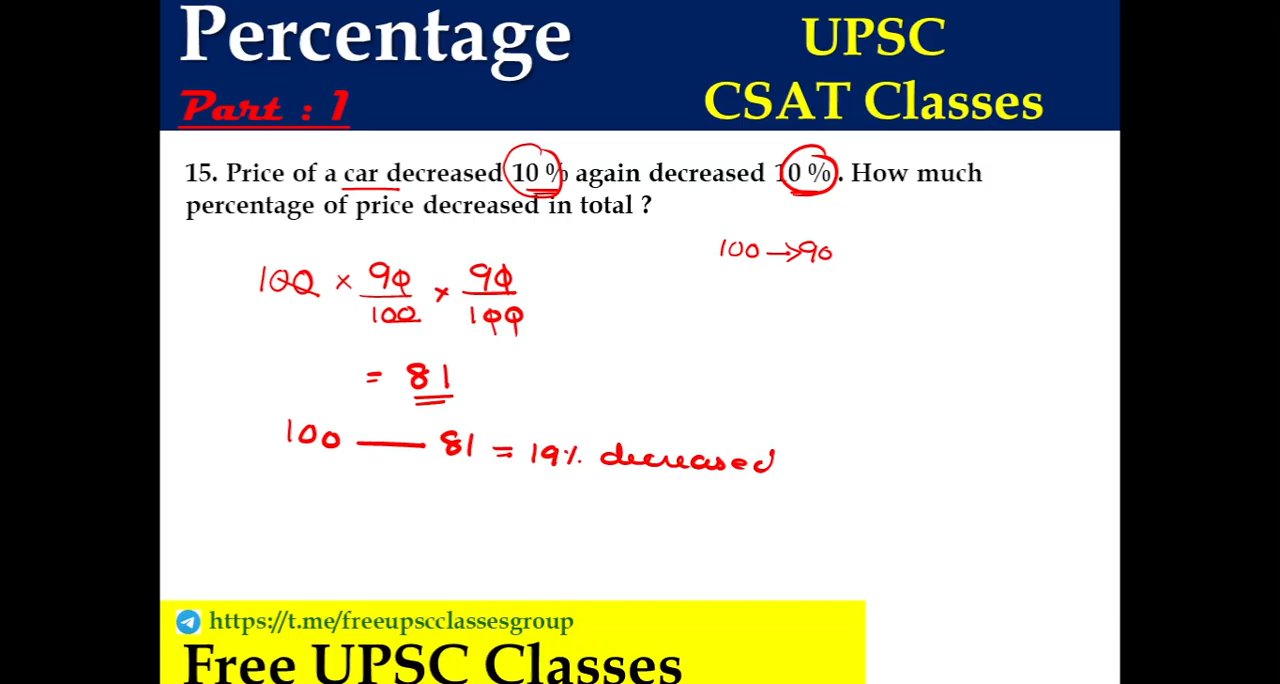 Percentage
Part : 1
UPSC
CSAT Classes
15. Price of a car decreased 10 % again decreased 10 % . How much
percentage of price decreased in total ?
100 → 90
100 × 90/100 × 90/100
= 81
100 — 81 = 19% decreased
https://t.me/freeupscclassesgroup
Free UPSC Classes